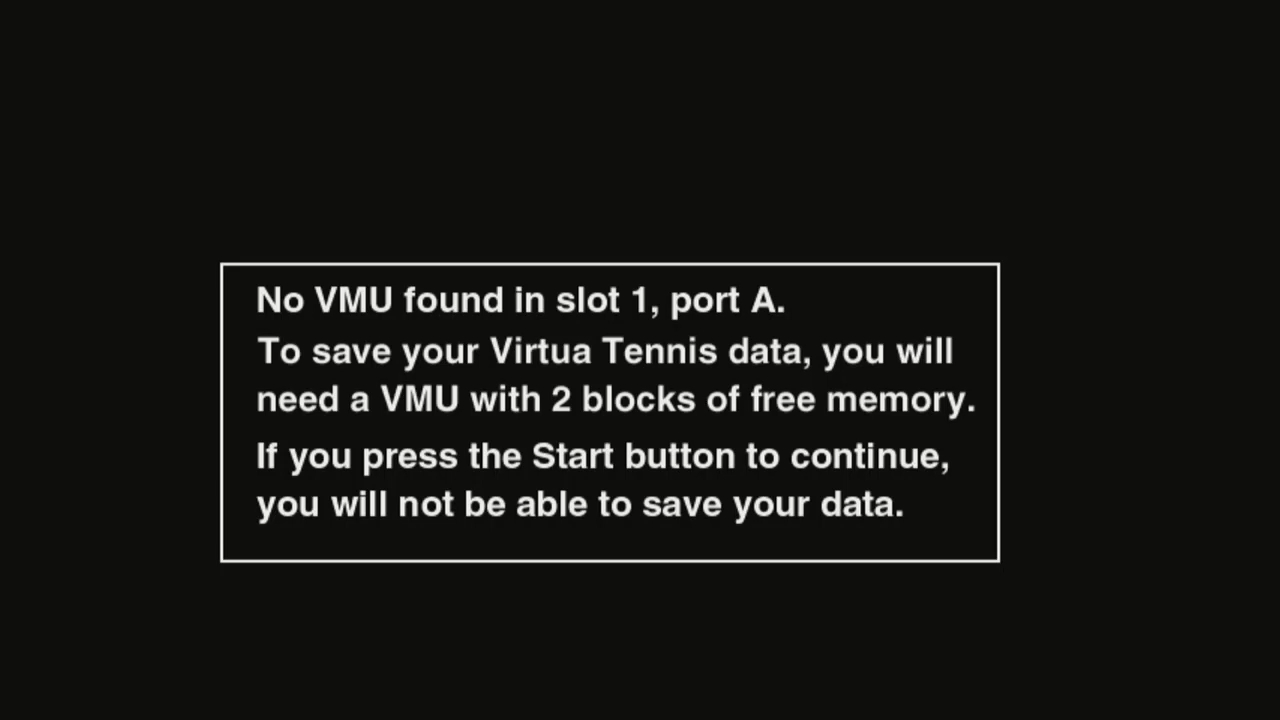 No VMU found in slot 1, port A.
To save your Virtua Tennis data, you will
need a VMU with 2 blocks of free memory.
If you press the Start button to continue,
you will not be able to save your data.